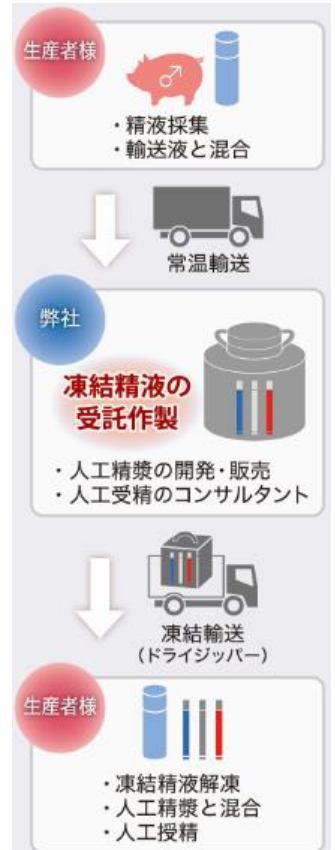 生産者様
♂
・精液採集
・輸送液と混合
常温輸送
弊社
凍結精液の
受託作製
・人工精漿の開発・販売
・人工受精のコンサルタント
凍結輸送
(ドライジッパー)
生産者様
・凍結精液解凍
・人工精漿と混合
・人工授精